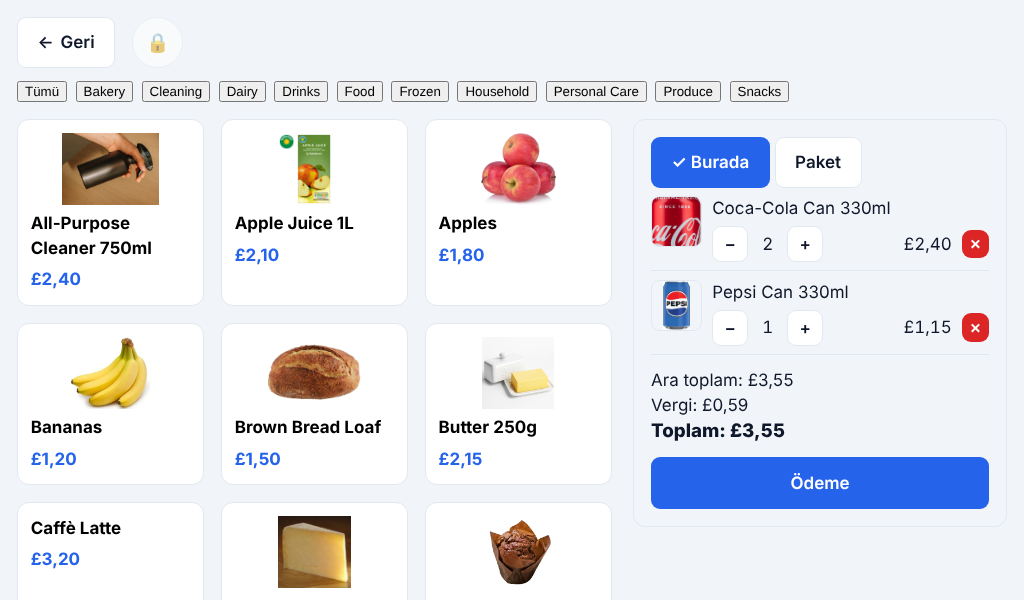 ← Geri
Tümü Bakery Cleaning Dairy Drinks Food Frozen Household Personal Care Produce Snacks
All-Purpose
Cleaner 750ml
£2,40
Apple Juice 1L
£2,10
Apples
£1,80
Bananas
£1,20
Brown Bread Loaf
£1,50
Butter 250g
£2,15
Caffè Latte
£3,20
✓ Burada Paket
Coca-Cola Can 330ml
− 2 + £2,40 ×
PEPSI
Pepsi Can 330ml
− 1 + £1,15 ×
Ara toplam: £3,55
Vergi: £0,59
Toplam: £3,55
Ödeme